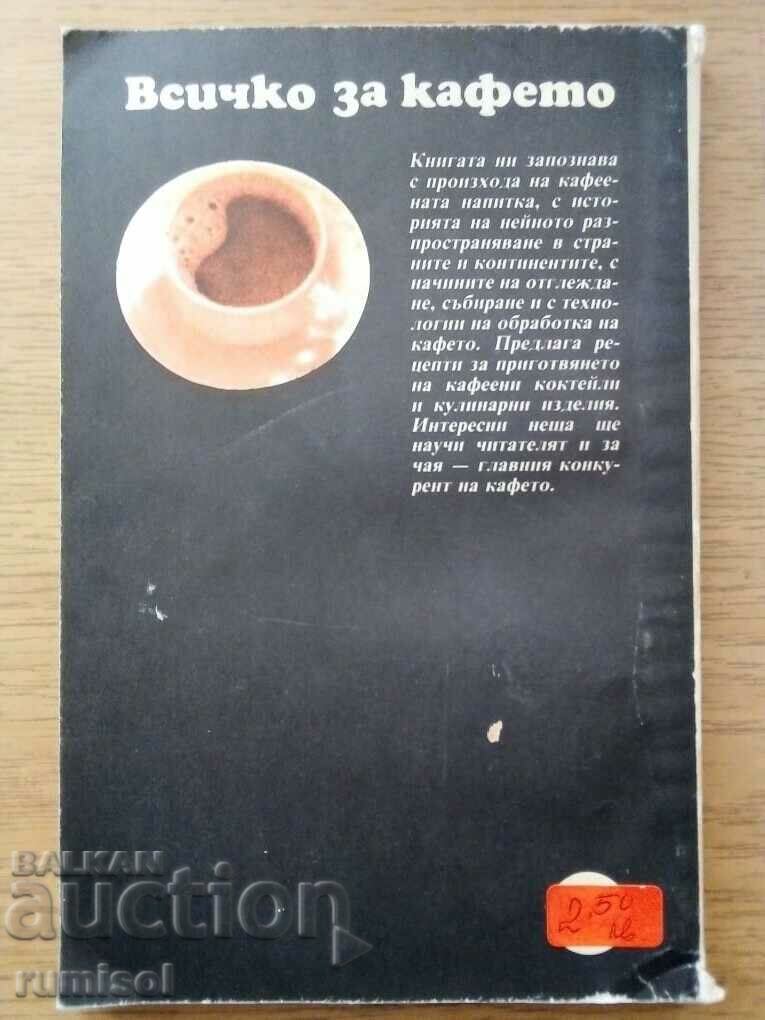 Всичко за кафето
Книгата ни запознава
с произхода на кафее-
ната напитка, с исто-
рията на нейното раз-
пространяване в стра-
ните и континентите, с
начините на отглежда-
не, събиране и с техно-
логии на обработка на
кафето. Предлага ре-
цепти за приготвянето
на кафеени коктейли
и кулинарни изделия.
Интересни неща ще
научи читателят и за
чая — главния конку-
рент на кафето.
BALKAN
auction
rumisol
2.50
лв